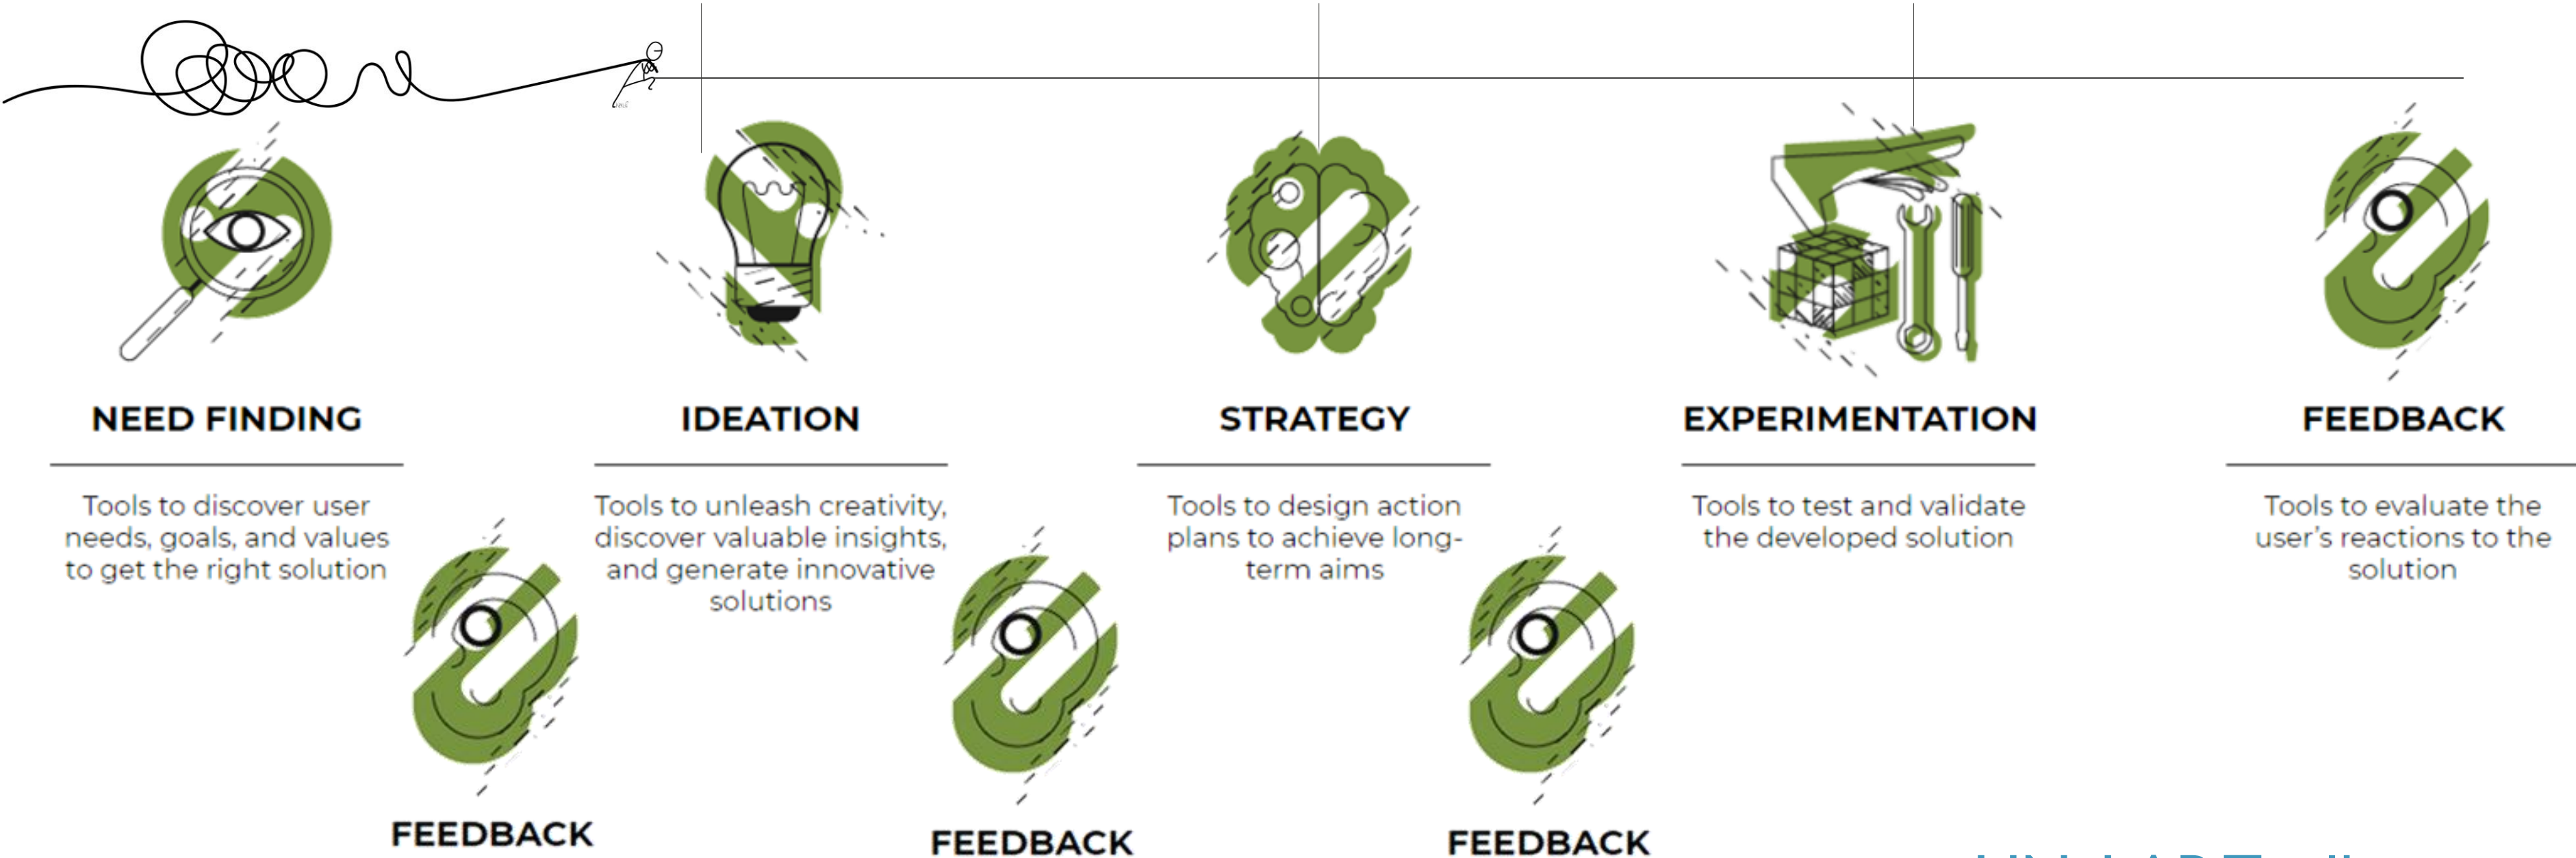 NEED FINDING
Tools to discover user
needs, goals, and values
to get the right solution
IDEATION
Tools to unleash creativity,
discover valuable insights,
and generate innovative
solutions
STRATEGY
Tools to design action
plans to achieve long-
term aims
EXPERIMENTATION
Tools to test and validate
the developed solution
FEEDBACK
Tools to evaluate the
user's reactions to the
solution
FEEDBACK
FEEDBACK
FEEDBACK